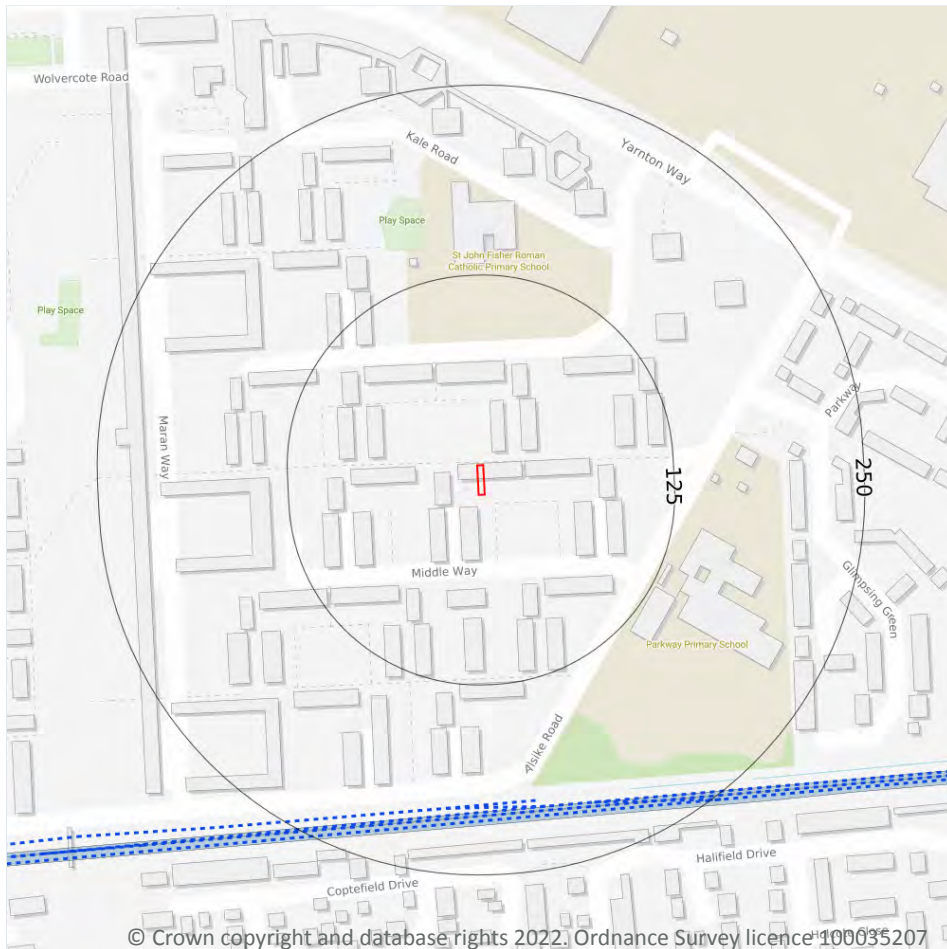 Wolvercote Road
Kale Road
Yarnton Way
Play Space
St John Fisher Roman
Catholic Primary School
Play Space
Parkway
Maran Way
125
250
Middle Way
Glimpsing Green
Parkway Primary School
Alsike Road
Halifield Drive
Coptefield Drive
© Crown copyright and database rights 2022. Ordnance Survey licence no. 100035207